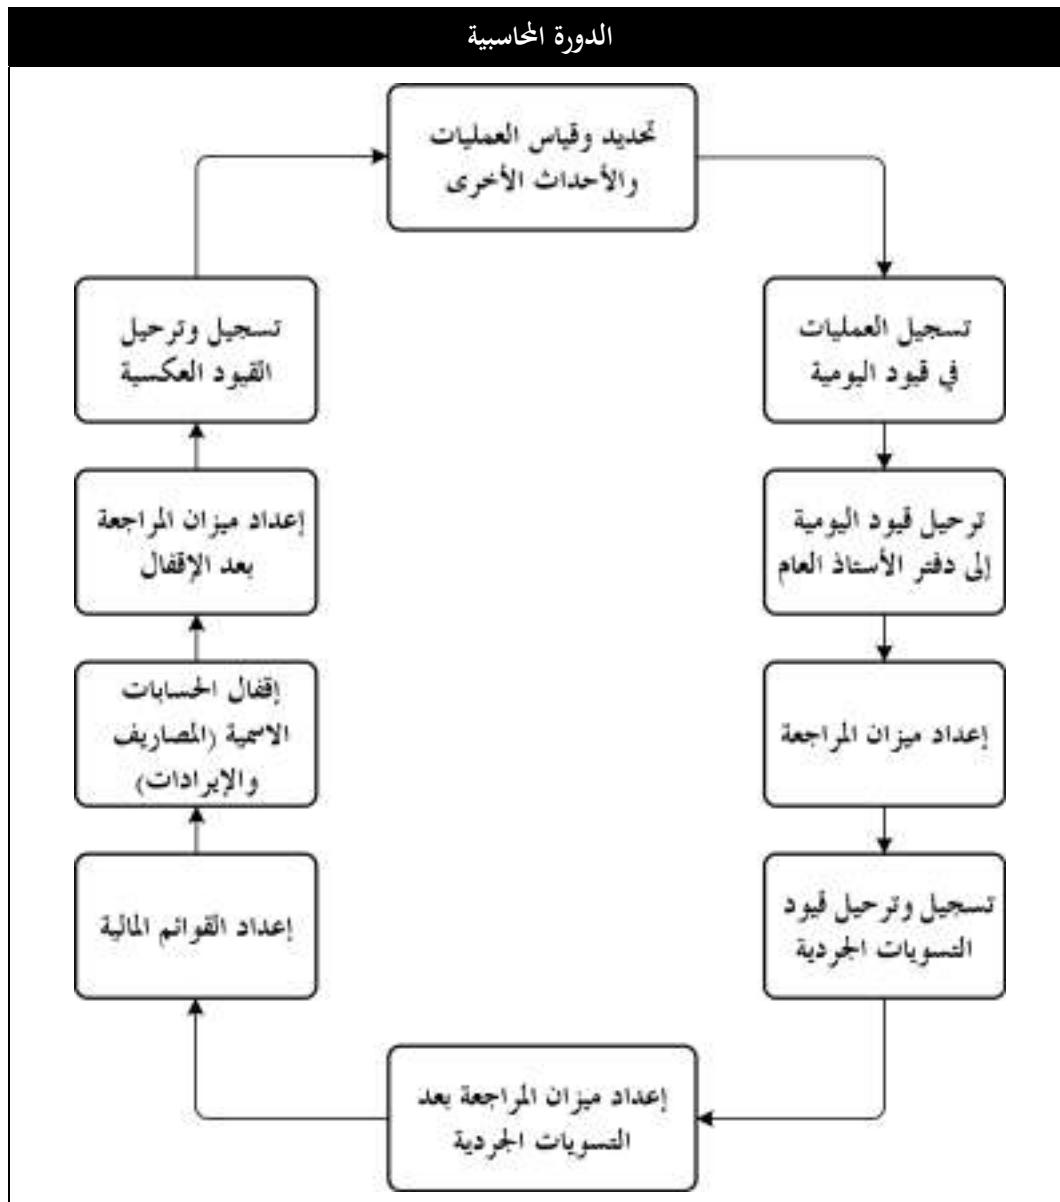 الدورة المحاسبية
تحديد وقياس العمليات
والأحداث الأخرى
تسجيل العمليات
في قيود اليومية
ترحيل قيود اليومية
إلى دفتر الأستاذ العام
إعداد ميزان المراجعة
تسجيل وترحيل قيود
التسويات الجردية
إعداد ميزان المراجعة بعد
التسويات الجردية
إعداد القوائم المالية
إقفال الحسابات
الاسمية (المصاريف
والإيرادات)
إعداد ميزان المراجعة
بعد الإقفال
تسجيل وترحيل
القيود العكسية